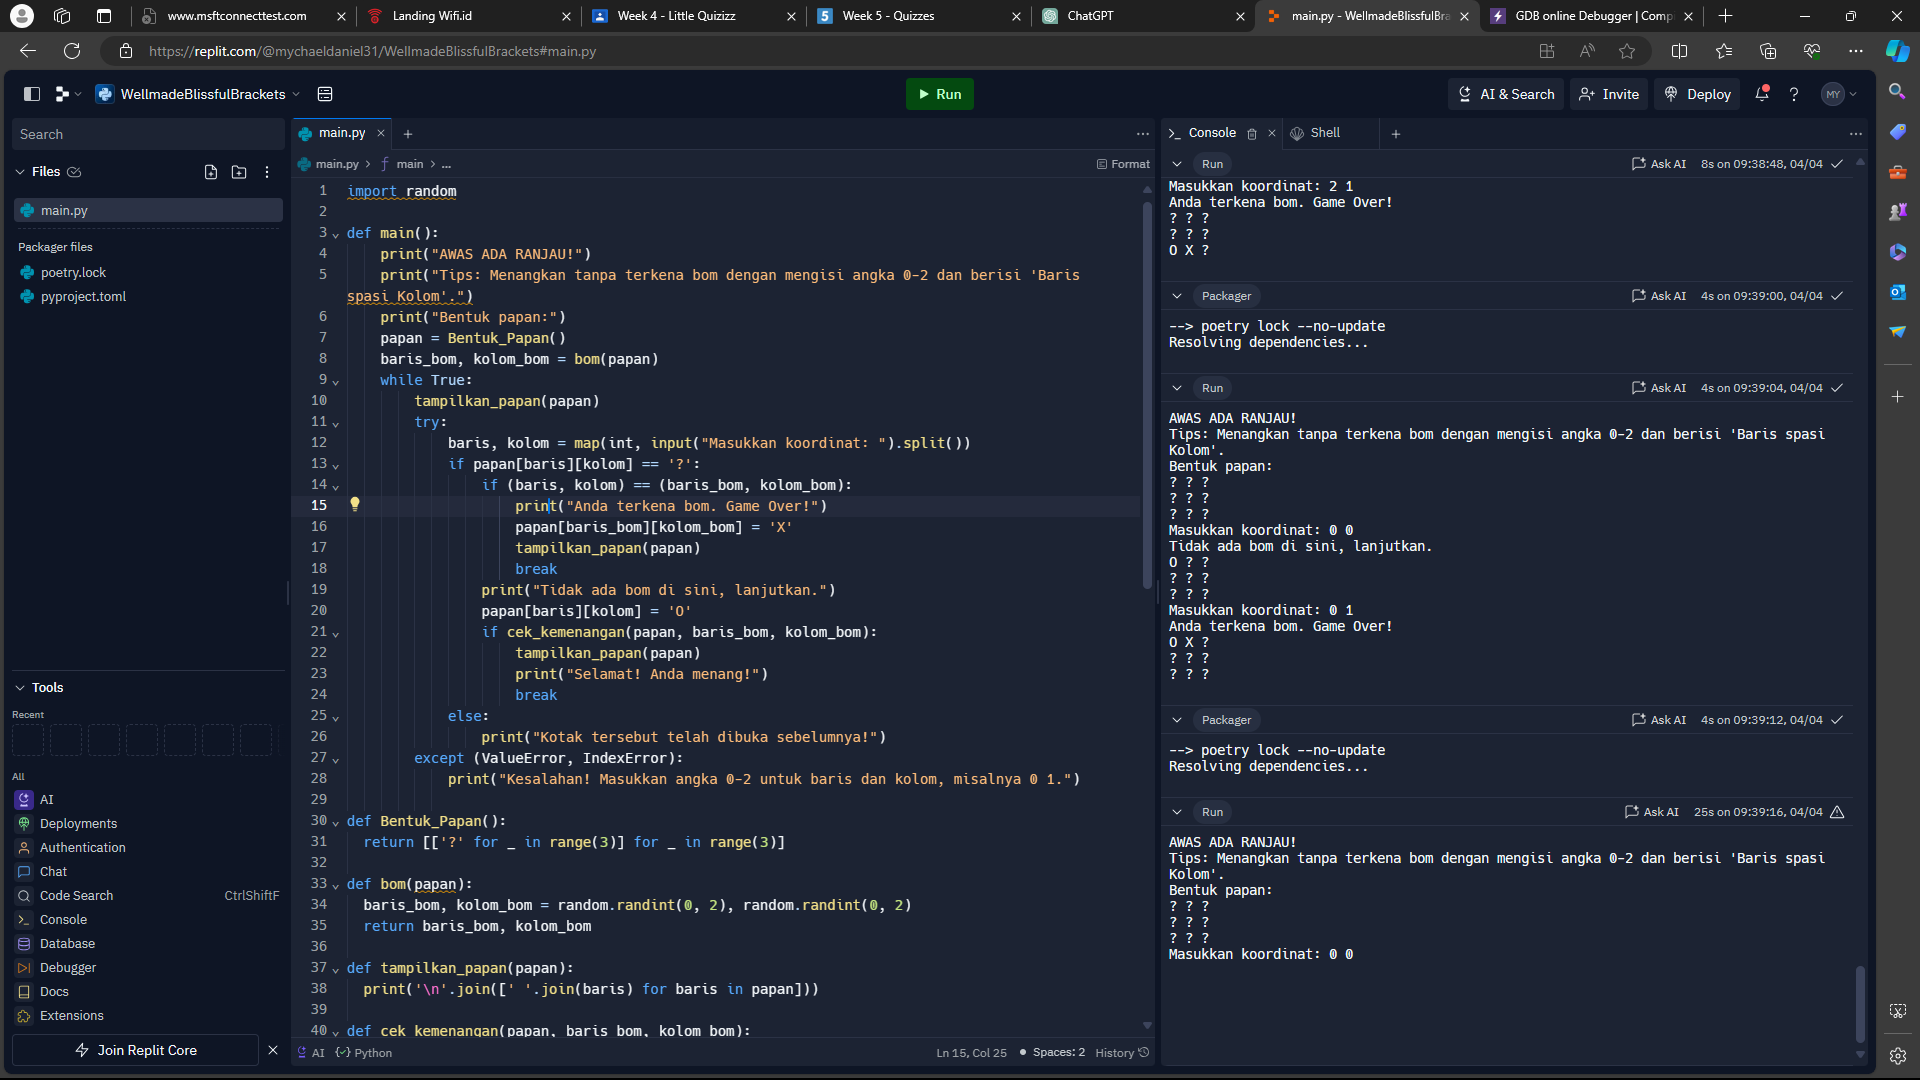 www.msftconnecttest.com
Landing Wifi.id
Week 4 - Little Quizizz
Week 5 - Quizzes
ChatGPT
main.py - WellmadeBlissfulBra
GDB online Debugger | Comp
https://replit.com/@mychaeldaniel31/WellmadeBlissfulBrackets#main.py
WellmadeBlissfulBrackets
Run
AI & Search
Invite
Deploy
MY
Search
Files
main.py
Packager files
poetry.lock
pyproject.toml
Tools
Recent
All
AI
Deployments
Authentication
Chat
Code Search CtrlShiftF
Console
Database
Debugger
Docs
Extensions
Join Replit Core
main.py
main.py > main > ...
Format
1 import random
2
3 def main():
4 print("AWAS ADA RANJAU!")
5 print("Tips: Menangkan tanpa terkena bom dengan mengisi angka 0-2 dan berisi 'Baris
spasi Kolom'.")
6 print("Bentuk papan:")
7 papan = Bentuk_Papan()
8 baris_bom, kolom_bom = bom(papan)
9 while True:
10 tampilkan_papan(papan)
11 try:
12 baris, kolom = map(int, input("Masukkan koordinat: ").split())
13 if papan[baris][kolom] == '?':
14 if (baris, kolom) == (baris_bom, kolom_bom):
15 print("Anda terkena bom. Game Over!")
16 papan[baris_bom][kolom_bom] = 'X'
17 tampilkan_papan(papan)
18 break
19 print("Tidak ada bom di sini, lanjutkan.")
20 papan[baris][kolom] = 'O'
21 if cek_kemenangan(papan, baris_bom, kolom_bom):
22 tampilkan_papan(papan)
23 print("Selamat! Anda menang!")
24 break
25 else:
26 print("Kotak tersebut telah dibuka sebelumnya!")
27 except (ValueError, IndexError):
28 print("Kesalahan! Masukkan angka 0-2 untuk baris dan kolom, misalnya 0 1.")
29
30 def Bentuk_Papan():
31 return [['?' for _ in range(3)] for _ in range(3)]
32
33 def bom(papan):
34 baris_bom, kolom_bom = random.randint(0, 2), random.randint(0, 2)
35 return baris_bom, kolom_bom
36
37 def tampilkan_papan(papan):
38 print('\n'.join([' '.join(baris) for baris in papan]))
39
40 def cek_kemenangan(papan, baris_bom, kolom_bom):
AI
Python
Ln 15, Col 25
Spaces: 2
History
Console
Shell
Run Ask AI 8s on 09:38:48, 04/04
Masukkan koordinat: 2 1
Anda terkena bom. Game Over!
? ? ?
? ? ?
O X ?
Packager Ask AI 4s on 09:39:00, 04/04
--> poetry lock --no-update
Resolving dependencies...
Run Ask AI 4s on 09:39:04, 04/04
AWAS ADA RANJAU!
Tips: Menangkan tanpa terkena bom dengan mengisi angka 0-2 dan berisi 'Baris spasi
Kolom'.
Bentuk papan:
? ? ?
? ? ?
? ? ?
Masukkan koordinat: 0 0
Tidak ada bom di sini, lanjutkan.
O ? ?
? ? ?
? ? ?
Masukkan koordinat: 0 1
Anda terkena bom. Game Over!
O X ?
? ? ?
? ? ?
Packager Ask AI 4s on 09:39:12, 04/04
--> poetry lock --no-update
Resolving dependencies...
Run Ask AI 25s on 09:39:16, 04/04
AWAS ADA RANJAU!
Tips: Menangkan tanpa terkena bom dengan mengisi angka 0-2 dan berisi 'Baris spasi
Kolom'.
Bentuk papan:
? ? ?
? ? ?
? ? ?
Masukkan koordinat: 0 0